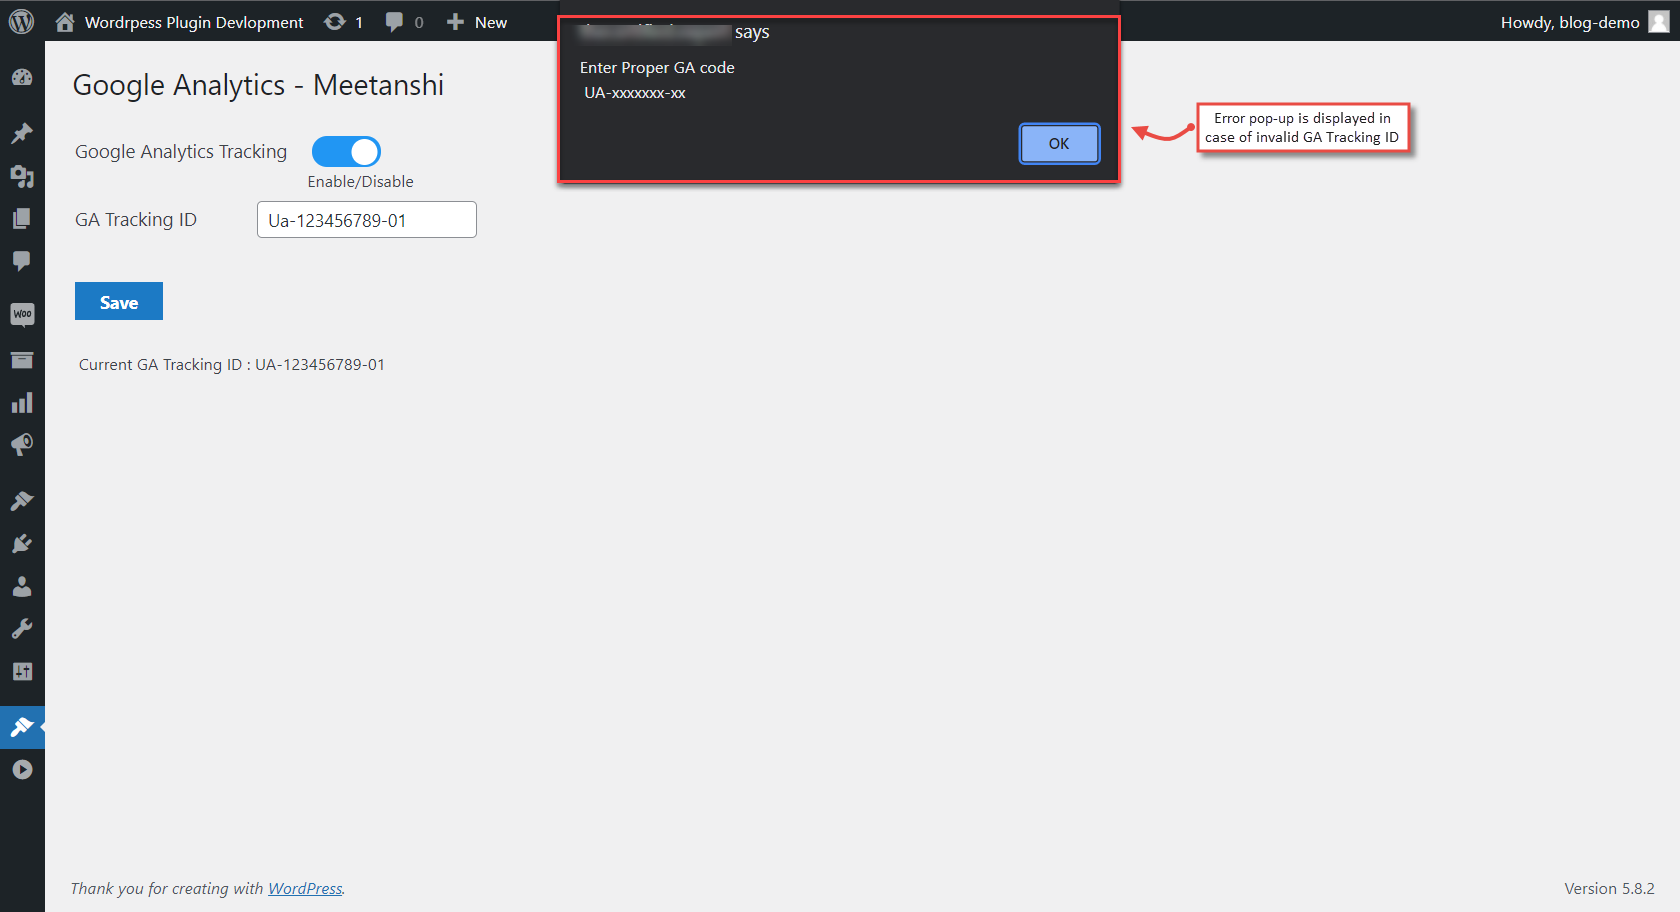 Wordrpess Plugin Devlopment
1
0
New
Howdy, blog-demo
says
Enter Proper GA code
UA-xxxxxxx-xx
OK
Error pop-up is displayed in
case of invalid GA Tracking ID
Google Analytics - Meetanshi
Google Analytics Tracking
Enable/Disable
GA Tracking ID
Ua-123456789-01
Save
Current GA Tracking ID : UA-123456789-01
Woo
Thank you for creating with WordPress.
Version 5.8.2